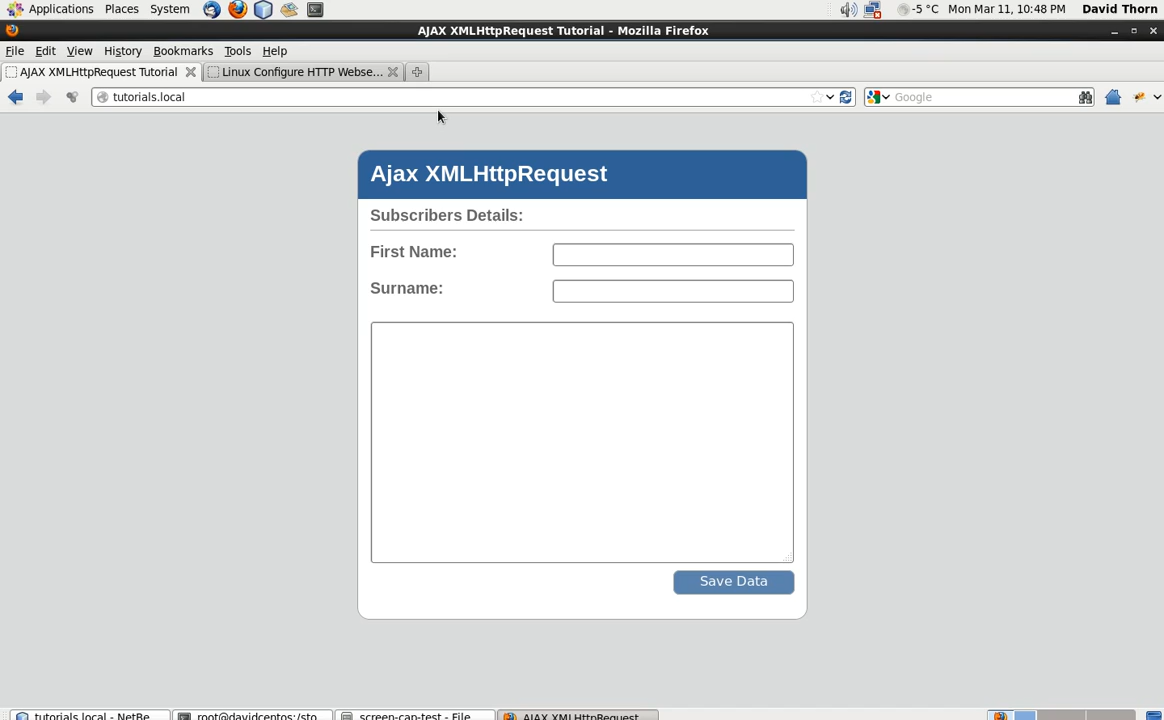 Applications Places System -5 °C Mon Mar 11, 10:48 PM David Thorn
AJAX XMLHttpRequest Tutorial - Mozilla Firefox
File Edit View History Bookmarks Tools Help
AJAX XMLHttpRequest Tutorial Linux Configure HTTP Webse...
tutorials.local Google
Ajax XMLHttpRequest
Subscribers Details:
First Name:
Surname:
Save Data
tutorials.local - NetBe... root@davidcentos:/sto... screen-cap-test - File ... AJAX XMLHttpRequest ...